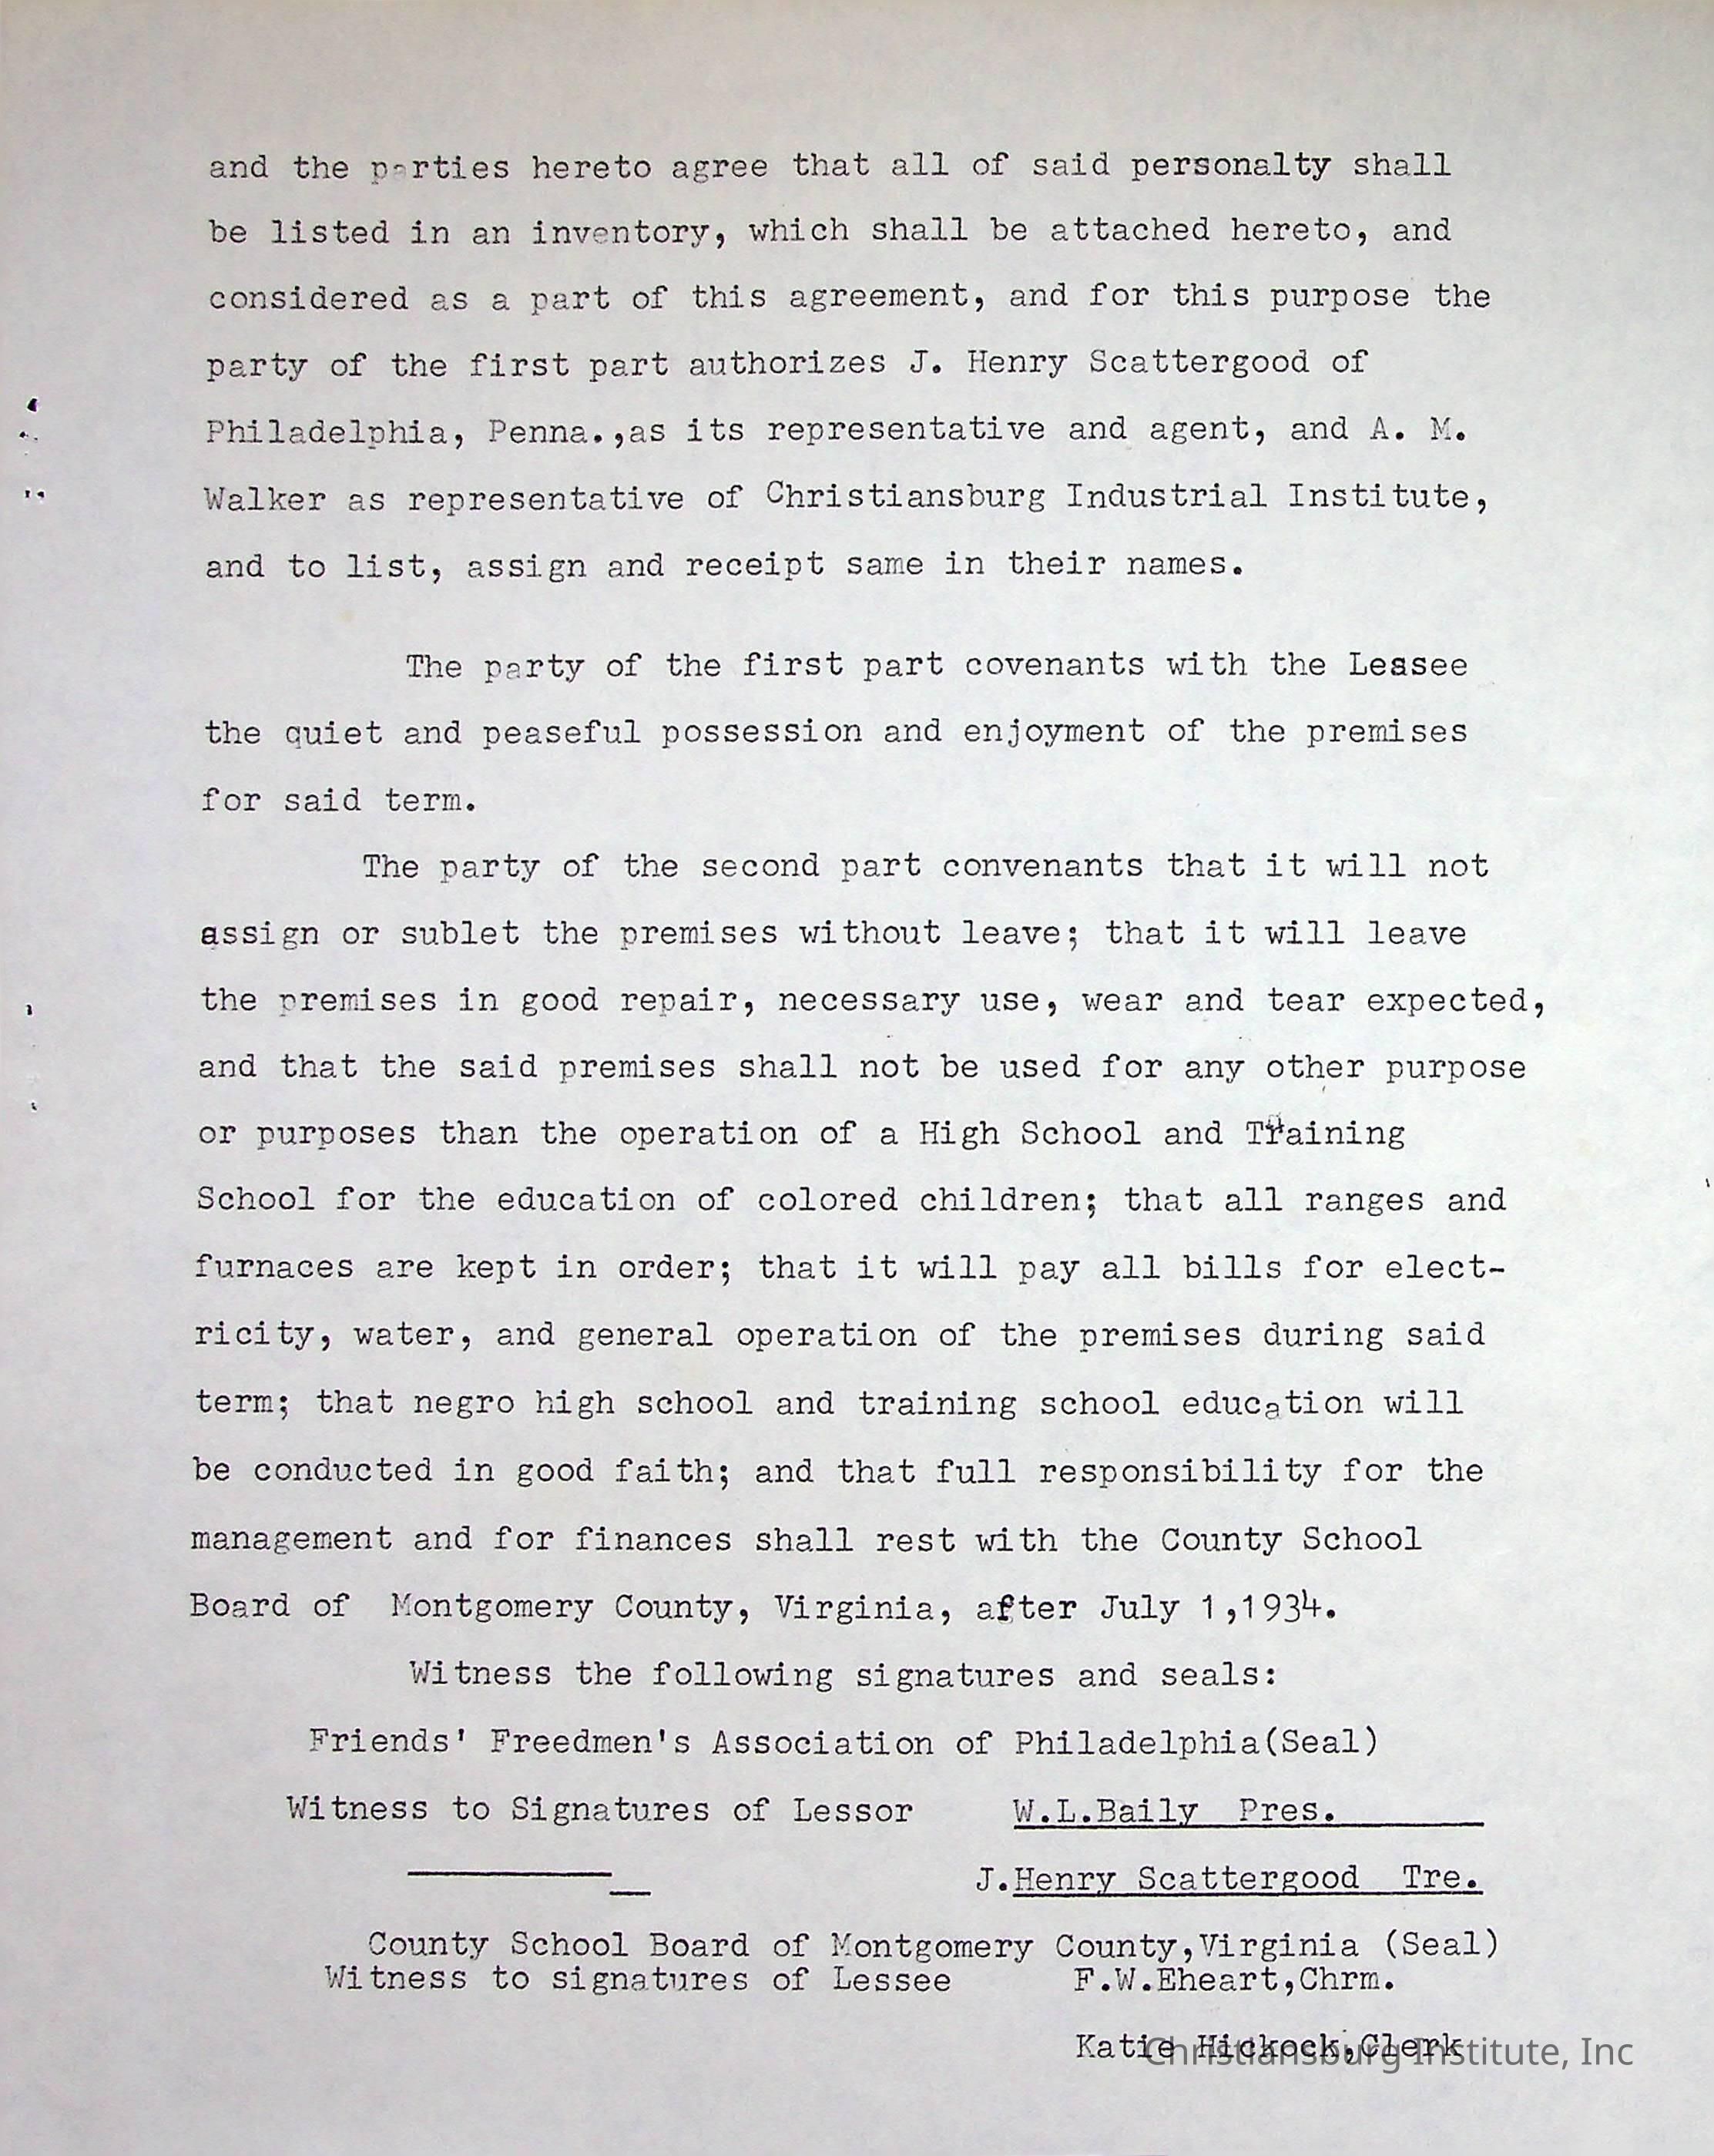 and the parties hereto agree that all of said personalty shall
be listed in an inventory, which shall be attached hereto, and
considered as a part of this agreement, and for this purpose the
party of the first part authorizes J. Henry Scattergood of
Philadelphia, Penna.,as its representative and agent, and A. M.
Walker as representative of Christiansburg Industrial Institute,
and to list, assign and receipt same in their names.
The party of the first part covenants with the Leasee
the quiet and peaseful possession and enjoyment of the premises
for said term.
The party of the second part convenants that it will not
assign or sublet the premises without leave; that it will leave
the premises in good repair, necessary use, wear and tear expected,
and that the said premises shall not be used for any other purpose
or purposes than the operation of a High School and Training
School for the education of colored children; that all ranges and
furnaces are kept in order; that it will pay all bills for elect-
ricity, water, and general operation of the premises during said
term; that negro high school and training school education will
be conducted in good faith; and that full responsibility for the
management and for finances shall rest with the County School
Board of Montgomery County, Virginia, after July 1,1934.
Witness the following signatures and seals:
Friends' Freedmen's Association of Philadelphia(Seal)
Witness to Signatures of Lessor W.L.Baily Pres.
J.Henry Scattergood Tre.
County School Board of Montgomery County,Virginia (Seal)
Witness to signatures of Lessee F.W.Eheart,Chrm.
Katie Hickock,Clerk
Christiansburg Institute, Inc